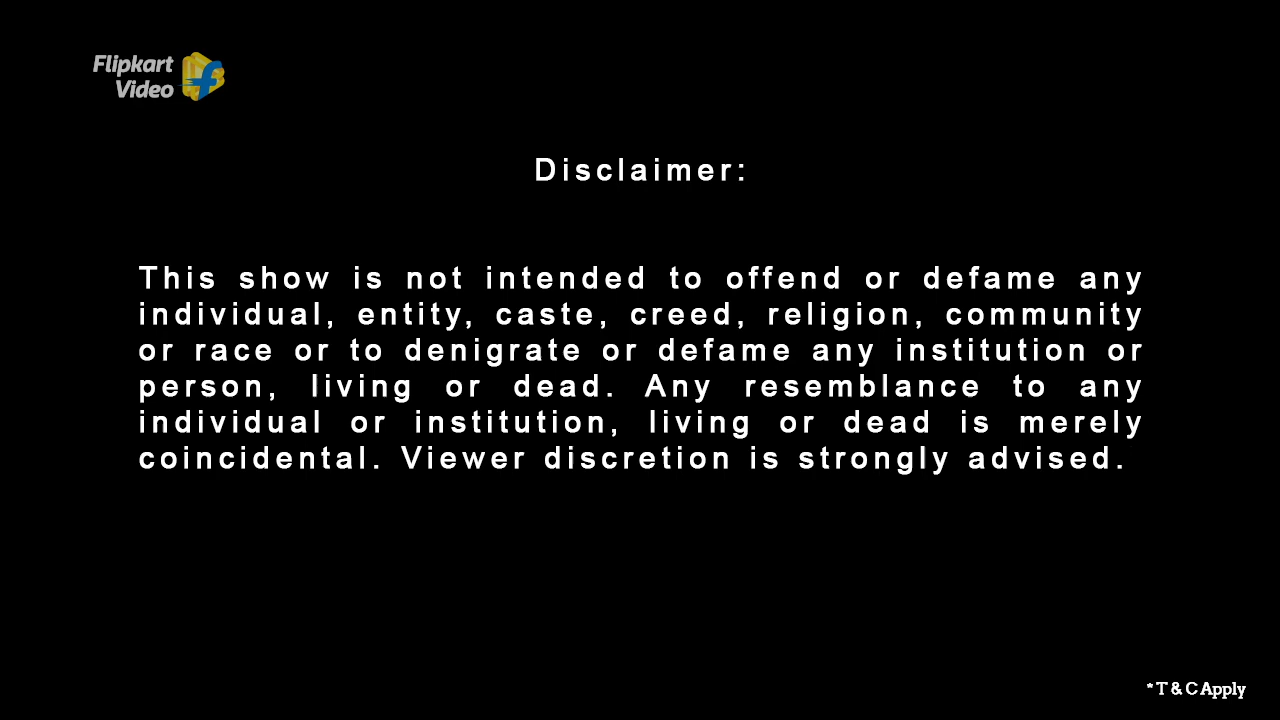 Flipkart
Video
Disclaimer:
This show is not intended to offend or defame any
individual, entity, caste, creed, religion, community
or race or to denigrate or defame any institution or
person, living or dead. Any resemblance to any
individual or institution, living or dead is merely
coincidental. Viewer discretion is strongly advised.
*T & C Apply